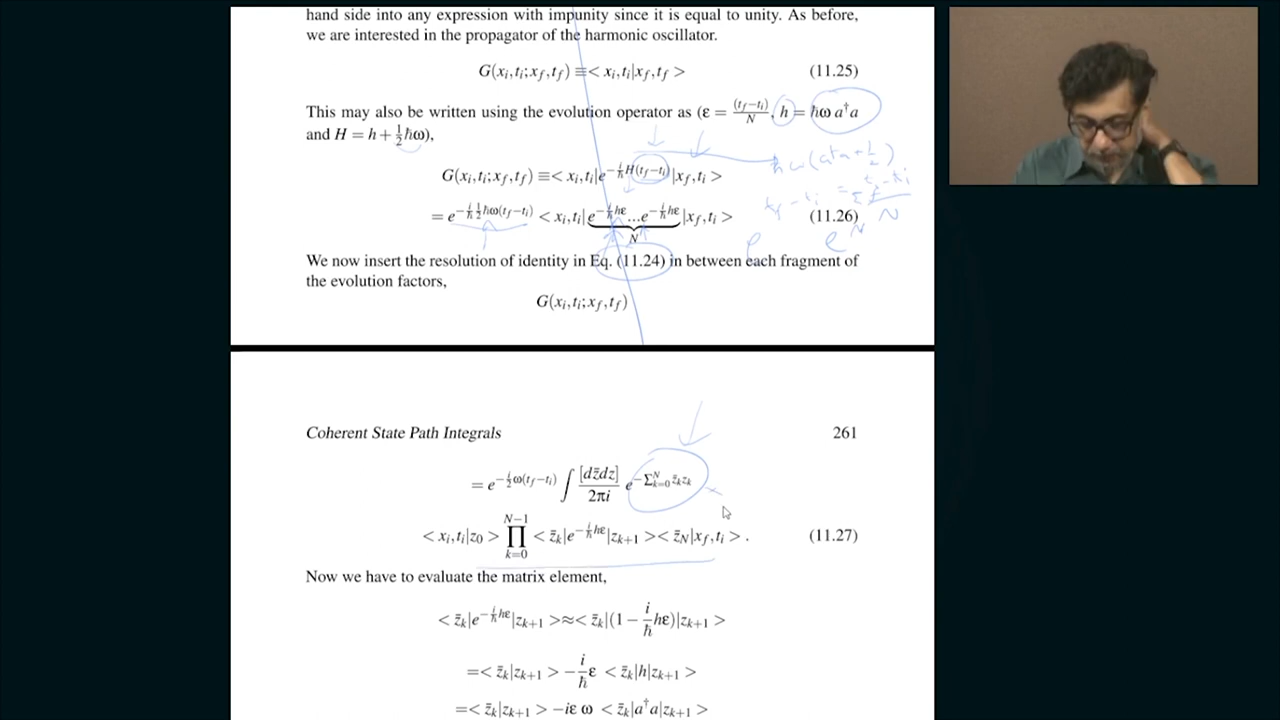 hand side into any expression with impunity since it is equal to unity. As before,
we are interested in the propagator of the harmonic oscillator.
G(x_i,t_i;x_f,t_f) ≡< x_i,t_i|x_f,t_f > (11.25)
This may also be written using the evolution operator as (ε = (t_f−t_i)/N, h = ħω a†a
and H = h + ½ħω),
ħω(a†a+½)
G(x_i,t_i;x_f,t_f) ≡< x_i,t_i|e^{−(i/ħ)H(t_f−t_i)}|x_f,t_i >
t_f − t_i = Σ (t_f−t_i)/N
= e^{−(i/ħ)½ħω(t_f−t_i)} < x_i,t_i|e^{−(i/ħ)hε}...e^{−(i/ħ)hε}|x_f,t_i > (11.26)
N
We now insert the resolution of identity in Eq. (11.24) in between each fragment of
the evolution factors,
G(x_i,t_i;x_f,t_f)
Coherent State Path Integrals 261
= e^{−(i/2)ω(t_f−t_i)} ∫ [dz̄dz]/2πi e^{−Σ_{k=0}^{N} z̄_k z_k}
< x_i,t_i|z_0 > ∏_{k=0}^{N−1} < z̄_k|e^{−(i/ħ)hε}|z_{k+1} >< z̄_N|x_f,t_i > . (11.27)
Now we have to evaluate the matrix element,
< z̄_k|e^{−(i/ħ)hε}|z_{k+1} >≈< z̄_k|(1 − (i/ħ)hε)|z_{k+1} >
=< z̄_k|z_{k+1} > −(i/ħ)ε < z̄_k|h|z_{k+1} >
=< z̄_k|z_{k+1} > −iε ω < z̄_k|a†a|z_{k+1} >